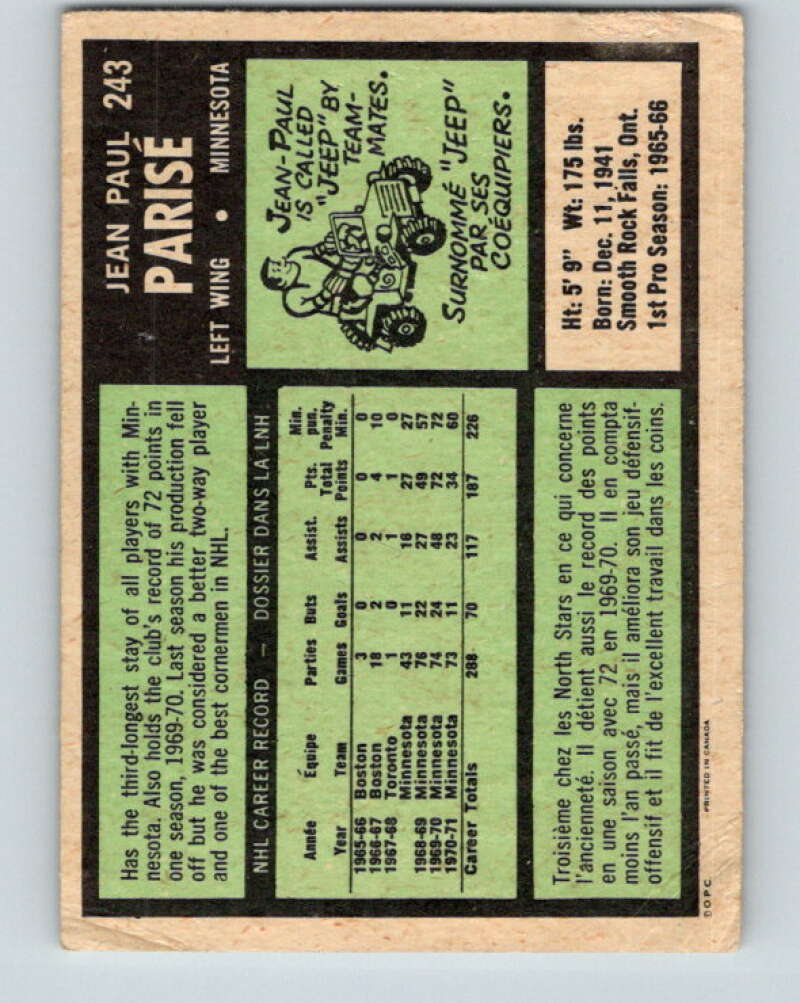 JEAN PAUL 243
PARISÉ
LEFT WING • MINNESOTA
Has the third-longest stay of all players with Min-
nesota. Also holds the club's record of 72 points in
one season, 1969-70. Last season his production fell
off but he was considered a better two-way player
and one of the best cornermen in NHL.
JEAN-PAUL
IS CALLED
"JEEP" BY
TEAM-
MATES.
SURNOMMÉ "JEEP"
PAR SES
COÉQUIPIERS.
Ht: 5' 9" Wt: 175 lbs.
Born: Dec. 11, 1941
Smooth Rock Falls, Ont.
1st Pro Season: 1965-66
NHL CAREER RECORD — DOSSIER DANS LA LNH
Année Équipe Parties Buts Assist. Pts. Total Min. pun.
Year Team Games Goals Assists Points Penalty Min.
1965-66 Boston 3 0 0 0 0
1966-67 Boston 18 2 2 4 10
1967-68 Toronto 1 0 1 1 0
Minnesota 43 11 16 27 27
1968-69 Minnesota 76 22 27 49 57
1969-70 Minnesota 74 24 48 72 72
1970-71 Minnesota 73 11 23 34 60
Career Totals 288 70 117 187 226
Troisième chez les North Stars en ce qui concerne
l'ancienneté. Il détient aussi le record des points
en une saison avec 72 en 1969-70. Il en compta
moins l'an passé, mais il améliora son jeu défensif-
offensif et il fit de l'excellent travail dans les coins.
© O.P.C. PRINTED IN CANADA